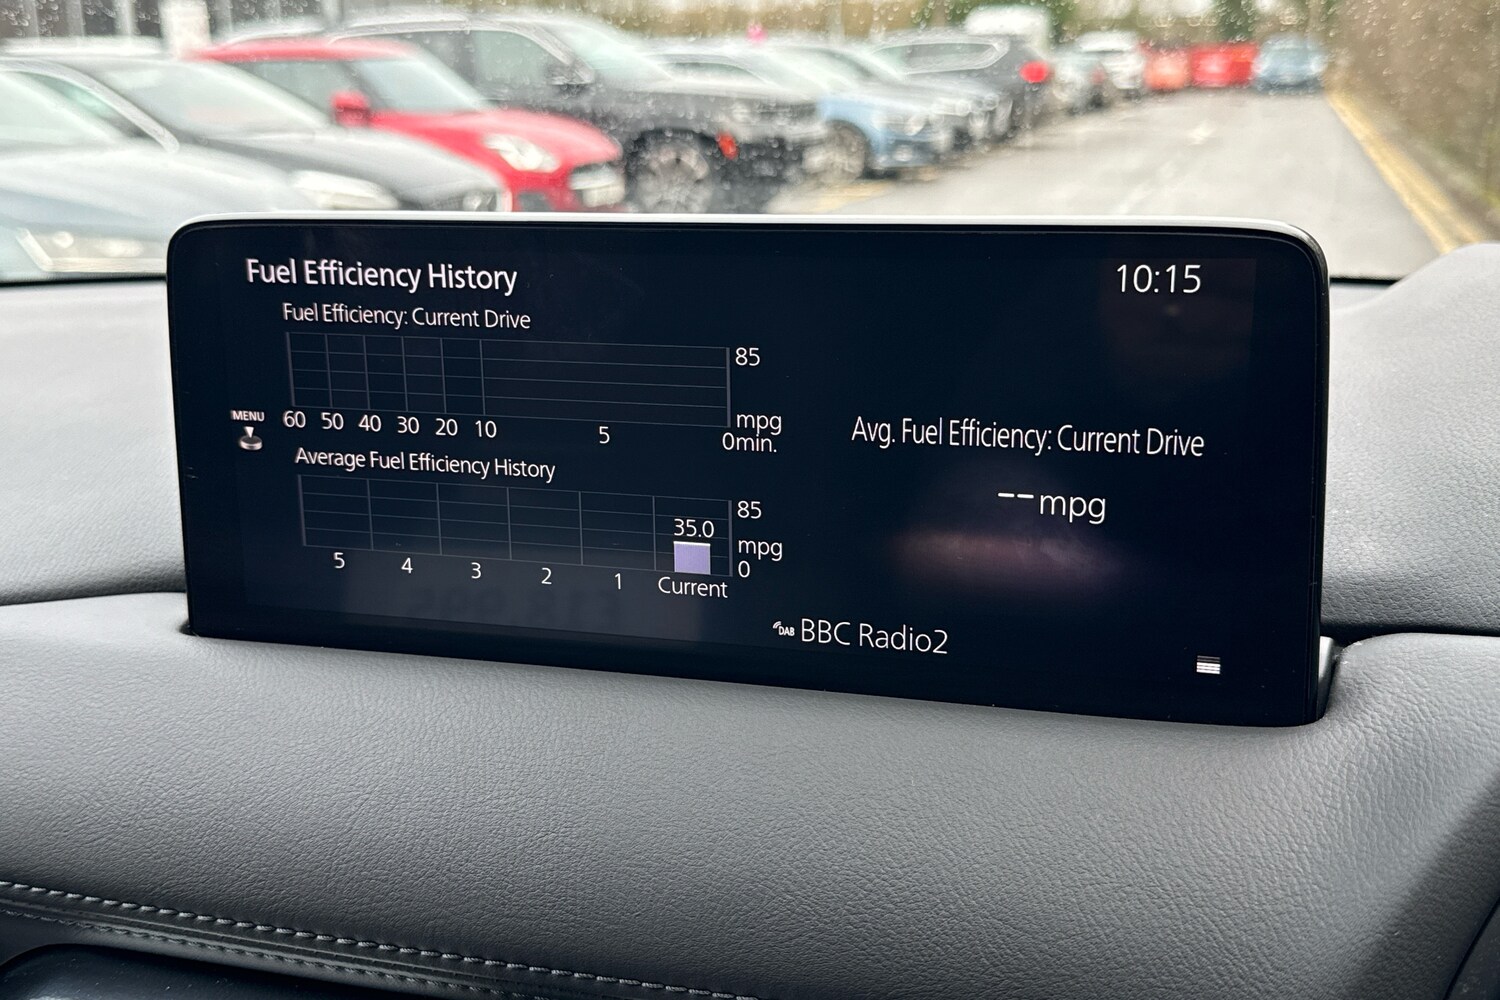 Fuel Efficiency History
10:15
Fuel Efficiency: Current Drive
85
mpg
60 50 40 30 20 10 5 0min.
MENU
Average Fuel Efficiency History
85
35.0
mpg
0
5 4 3 2 1 Current
Avg. Fuel Efficiency: Current Drive
--mpg
DAB BBC Radio2